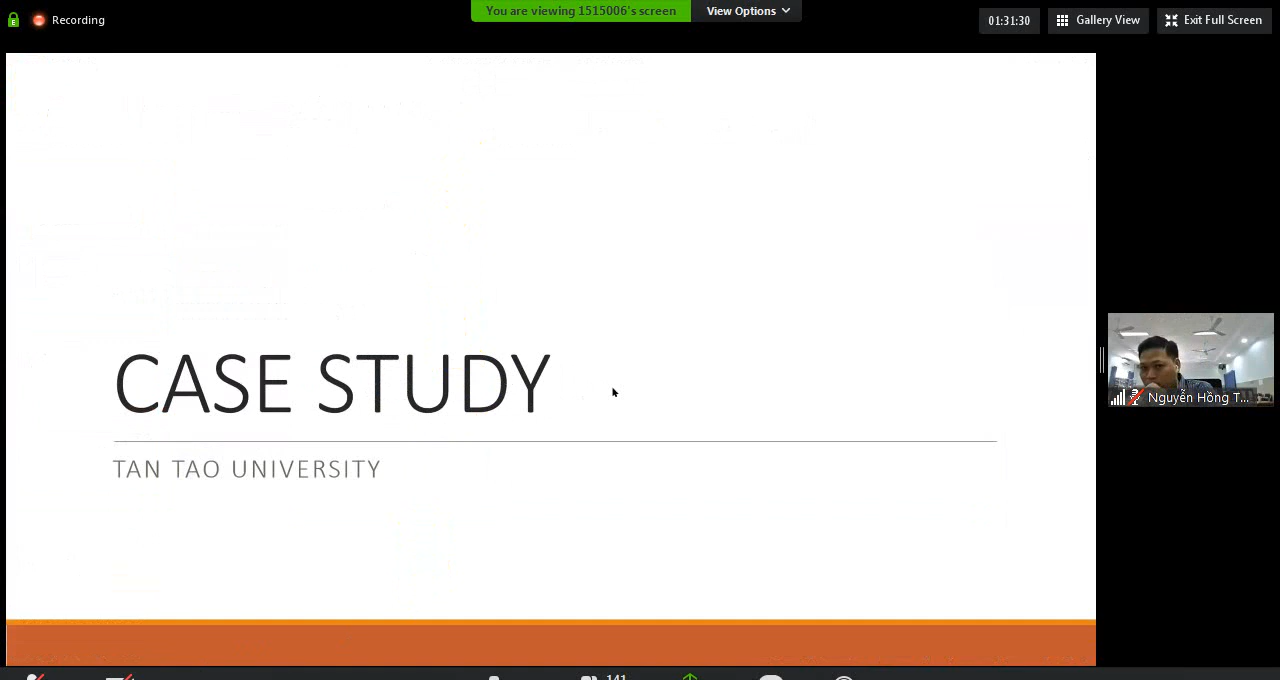 Recording
You are viewing 1515006's screen
View Options
01:31:30
Gallery View
Exit Full Screen
CASE STUDY
TAN TAO UNIVERSITY
Nguyễn Hồng T...
141